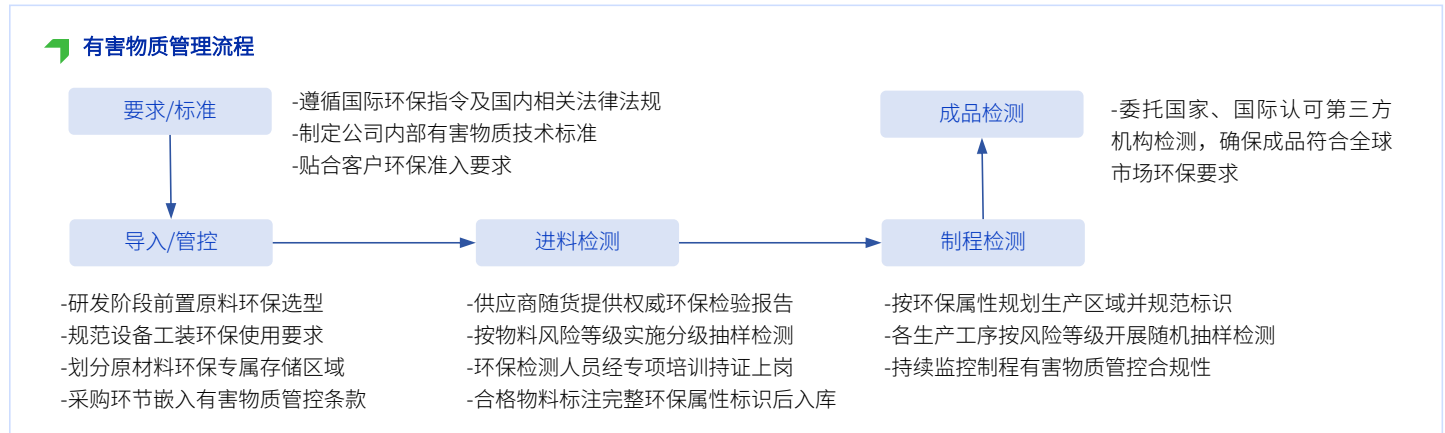 有害物质管理流程
要求/标准
-遵循国际环保指令及国内相关法律法规
-制定公司内部有害物质技术标准
-贴合客户环保准入要求
导入/管控
-研发阶段前置原料环保选型
-规范设备工装环保使用要求
-划分原材料环保专属存储区域
-采购环节嵌入有害物质管控条款
进料检测
-供应商随货提供权威环保检验报告
-按物料风险等级实施分级抽样检测
-环保检测人员经专项培训持证上岗
-合格物料标注完整环保属性标识后入库
制程检测
-按环保属性规划生产区域并规范标识
-各生产工序按风险等级开展随机抽样检测
-持续监控制程有害物质管控合规性
成品检测
-委托国家、国际认可第三方
机构检测，确保成品符合全球
市场环保要求